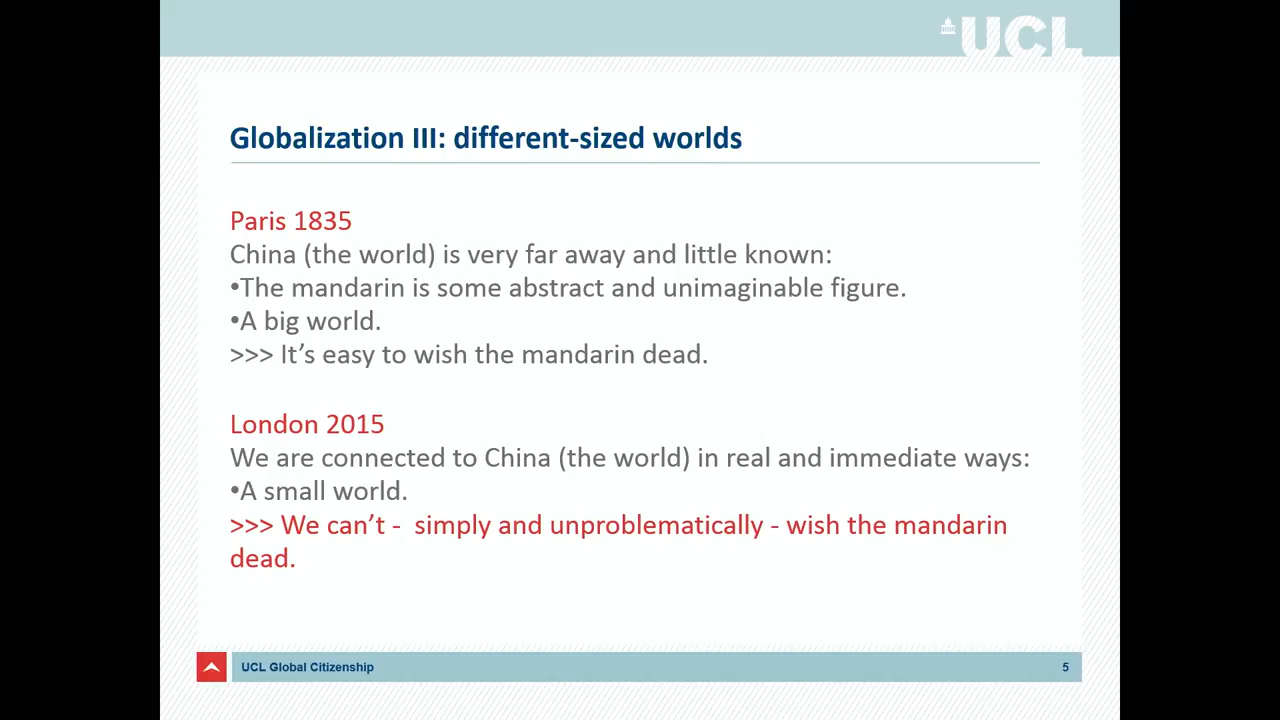 UCL
Globalization III: different-sized worlds
Paris 1835
China (the world) is very far away and little known:
•The mandarin is some abstract and unimaginable figure.
•A big world.
>>> It’s easy to wish the mandarin dead.
London 2015
We are connected to China (the world) in real and immediate ways:
•A small world.
>>> We can’t -  simply and unproblematically - wish the mandarin
dead.
UCL Global Citizenship
5